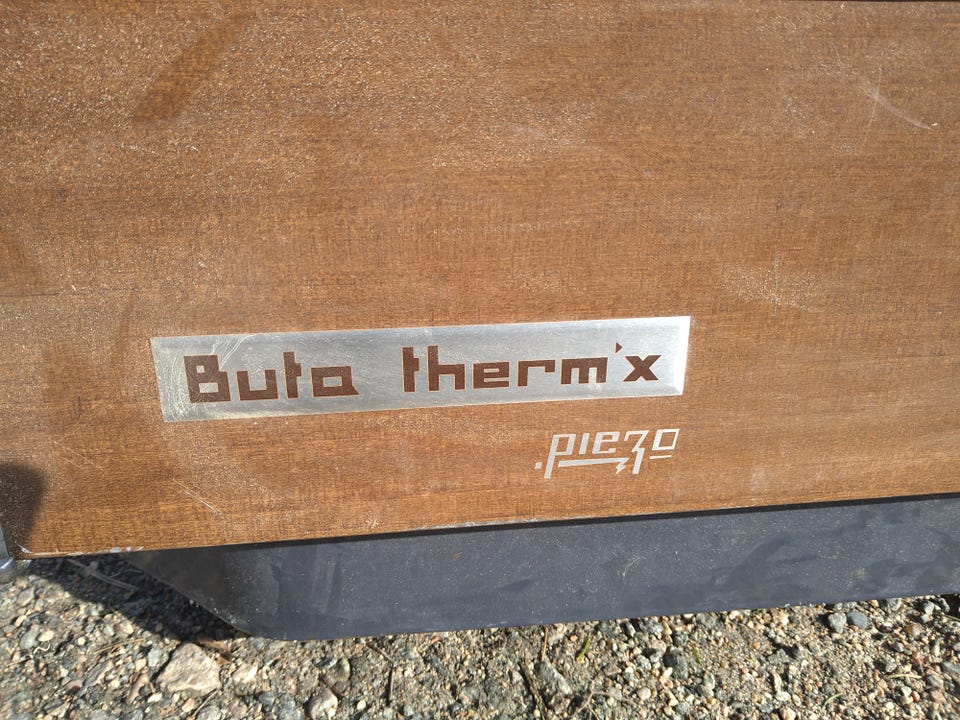 Buta therm'x
.piezo